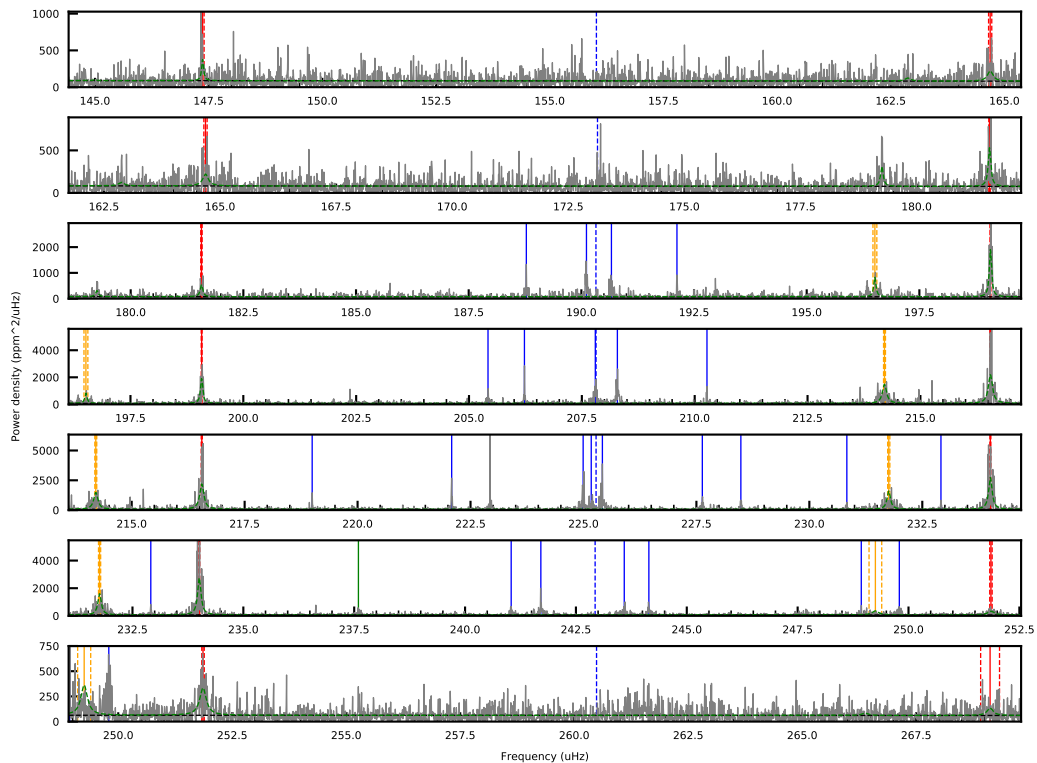 1000
500
0
145.0 147.5 150.0 152.5 155.0 157.5 160.0 162.5 165.0
500
0
162.5 165.0 167.5 170.0 172.5 175.0 177.5 180.0
2000
1000
0
180.0 182.5 185.0 187.5 190.0 192.5 195.0 197.5
4000
2000
0
197.5 200.0 202.5 205.0 207.5 210.0 212.5 215.0
Power density (ppm^2/uHz)
5000
2500
0
215.0 217.5 220.0 222.5 225.0 227.5 230.0 232.5
4000
2000
0
232.5 235.0 237.5 240.0 242.5 245.0 247.5 250.0 252.5
750
500
250
0
250.0 252.5 255.0 257.5 260.0 262.5 265.0 267.5
Frequency (uHz)